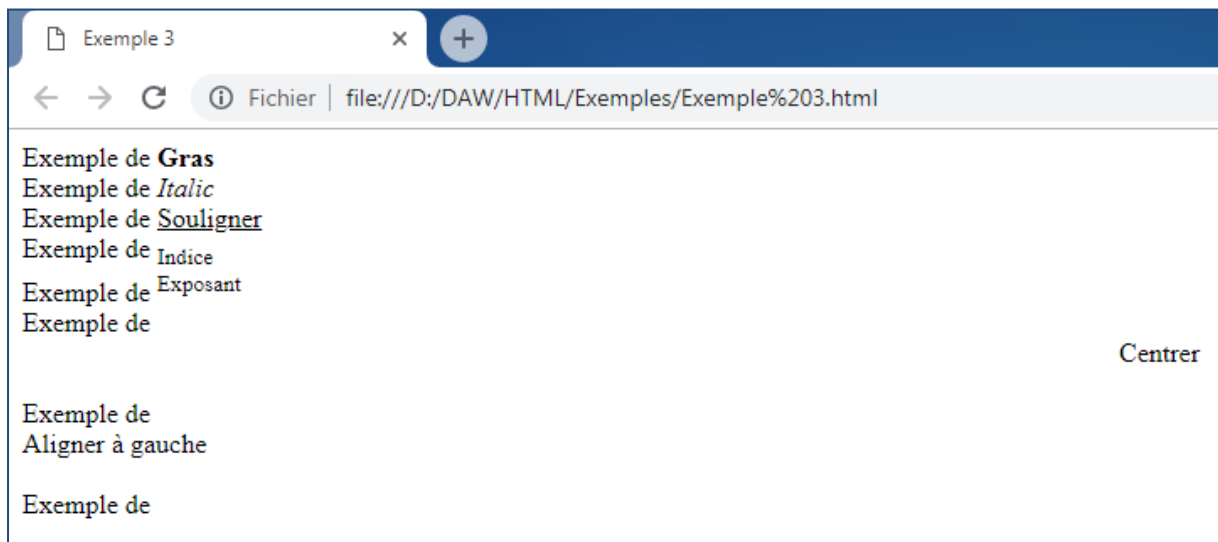 Exemple 3
Fichier file:///D:/DAW/HTML/Exemples/Exemple%203.html
Exemple de Gras
Exemple de Italic
Exemple de Souligner
Exemple de Indice
Exemple de Exposant
Exemple de
Centrer
Exemple de
Aligner à gauche
Exemple de